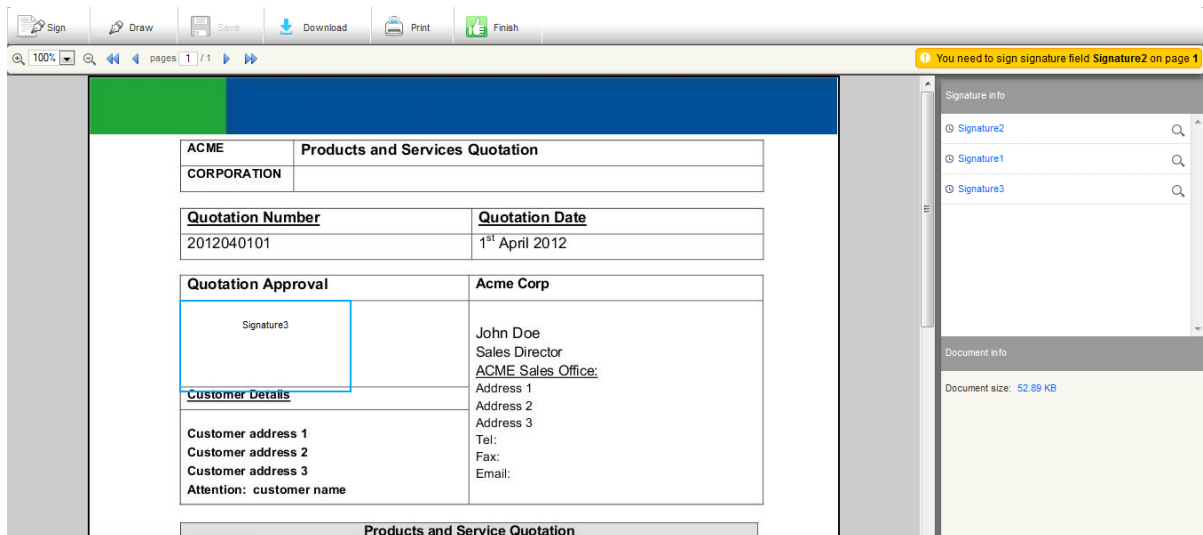 Sign Draw Save Download Print Finish
100% pages 1 / 1
You need to sign signature field Signature2 on page 1
Signature info
Signature2
Signature1
Signature3
Document info
Document size: 52.89 KB
ACME Products and Services Quotation
CORPORATION
Quotation Number Quotation Date
2012040101 1st April 2012
Quotation Approval Acme Corp
Signature3
John Doe
Sales Director
ACME Sales Office:
Address 1
Address 2
Address 3
Tel:
Fax:
Email:
Customer Details
Customer address 1
Customer address 2
Customer address 3
Attention: customer name
Products and Service Quotation